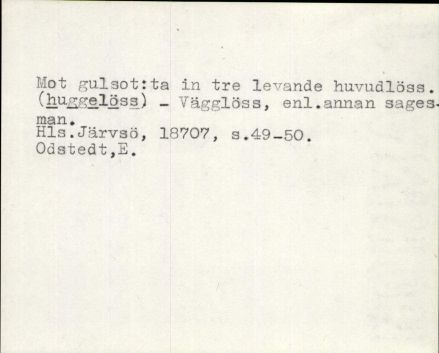 Mot gulsot:ta in tre levande huvudlöss.
(huggelöss) - Vägglöss, enl.annan sages-
man.
Hls.Järvsö, 18707, s.49-50.
Odstedt,E.